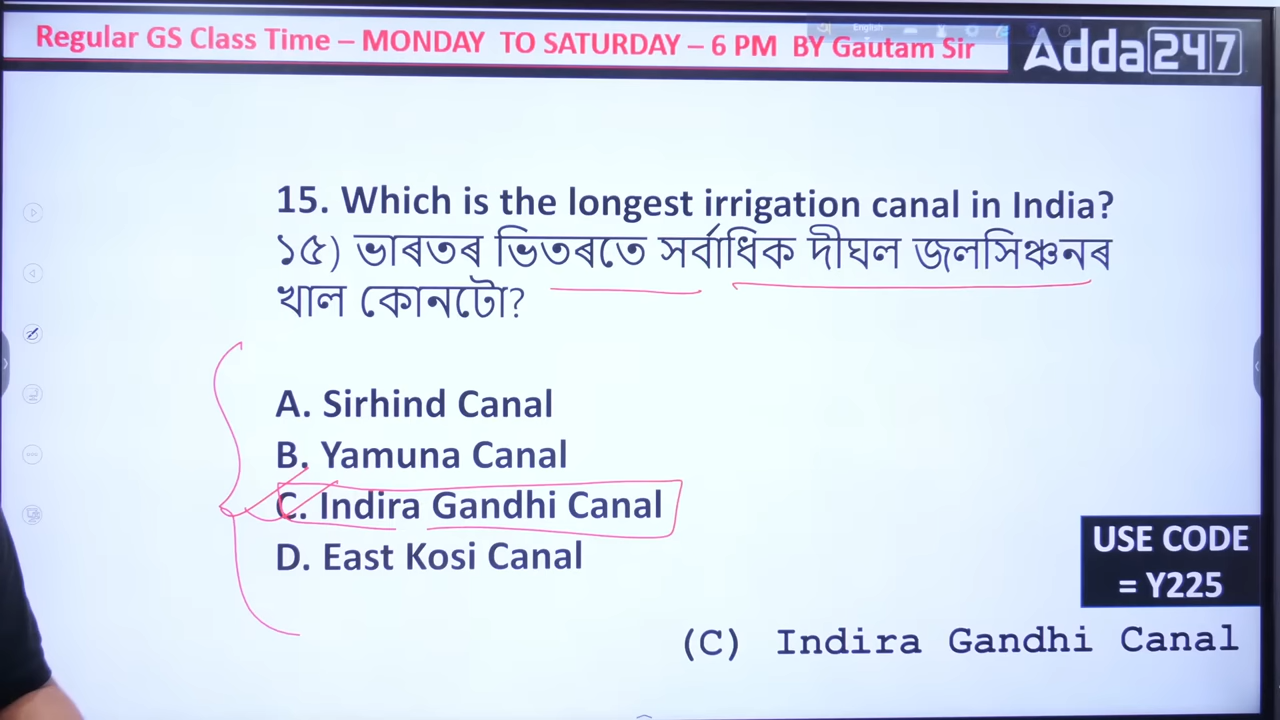 Regular GS Class Time – MONDAY TO SATURDAY – 6 PM BY Gautam Sir
Adda247
15. Which is the longest irrigation canal in India?
১৫) ভাৰতৰ ভিতৰতে সৰ্বাধিক দীঘল জলসিঞ্চনৰ
খাল কোনটো?
A. Sirhind Canal
B. Yamuna Canal
C. Indira Gandhi Canal
D. East Kosi Canal
USE CODE
= Y225
(C) Indira Gandhi Canal